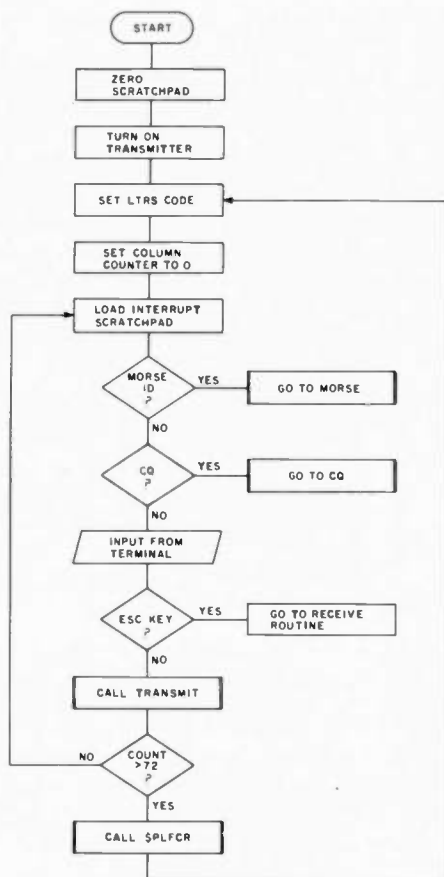 START
ZERO
SCRATCHPAD
TURN ON
TRANSMITTER
SET LTRS CODE
SET COLUMN
COUNTER TO 0
LOAD INTERRUPT
SCRATCHPAD
MORSE
ID
?
YES
GO TO MORSE
NO
CQ
?
YES
GO TO CQ
NO
INPUT FROM
TERMINAL
ESC KEY
?
YES
GO TO RECEIVE
ROUTINE
NO
CALL TRANSMIT
NO
COUNT
>72
?
YES
CALL $PLFCR